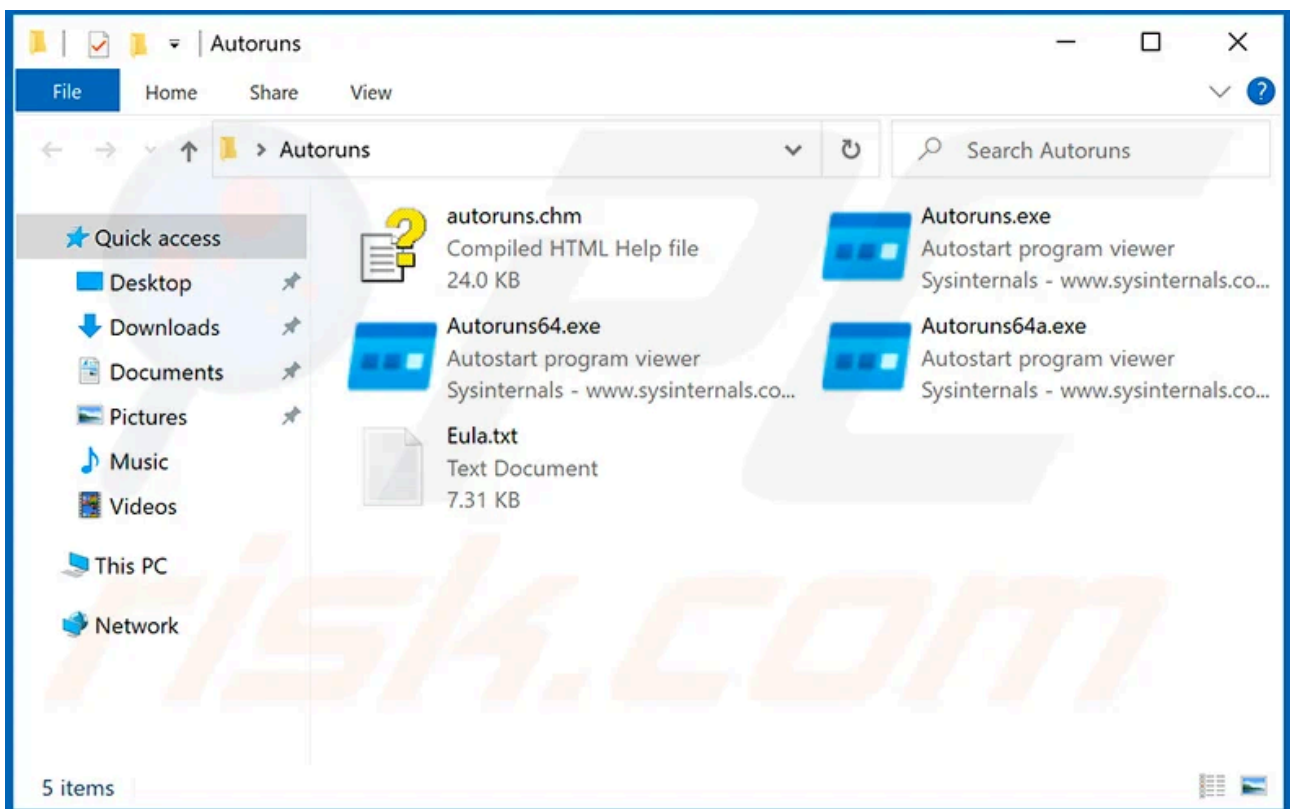 Autoruns
File Home Share View
Autoruns
Search Autoruns
Quick access
Desktop
Downloads
Documents
Pictures
Music
Videos
This PC
Network
autoruns.chm
Compiled HTML Help file
24.0 KB
Autoruns.exe
Autostart program viewer
Sysinternals - www.sysinternals.co...
Autoruns64.exe
Autostart program viewer
Sysinternals - www.sysinternals.co...
Autoruns64a.exe
Autostart program viewer
Sysinternals - www.sysinternals.co...
Eula.txt
Text Document
7.31 KB
5 items
PC
risk.com